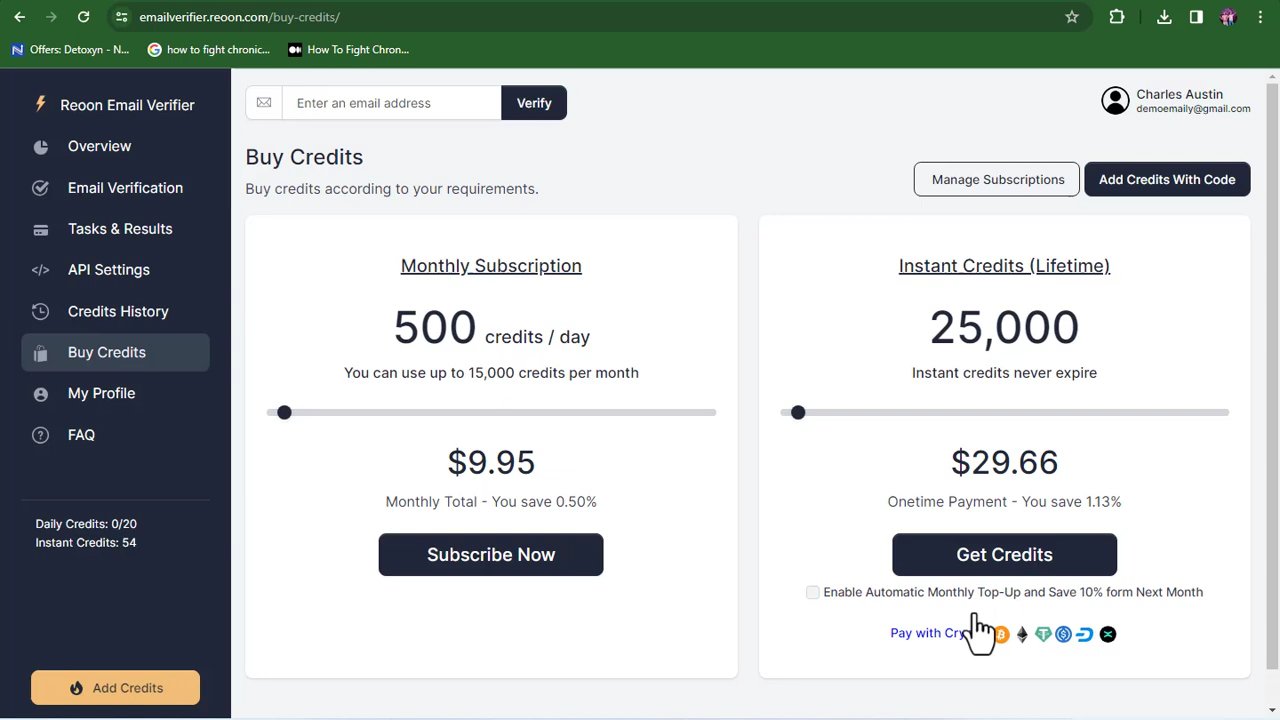 emailverifier.reoon.com/buy-credits/
Offers: Detoxyn - N...
how to fight chronic...
How To Fight Chron...
Reoon Email Verifier
Overview
Email Verification
Tasks & Results
API Settings
Credits History
Buy Credits
My Profile
FAQ
Daily Credits: 0/20
Instant Credits: 54
Add Credits
Enter an email address
Verify
Charles Austin
demoemaily@gmail.com
Buy Credits
Buy credits according to your requirements.
Manage Subscriptions
Add Credits With Code
Monthly Subscription
500 credits / day
You can use up to 15,000 credits per month
$9.95
Monthly Total - You save 0.50%
Subscribe Now
Instant Credits (Lifetime)
25,000
Instant credits never expire
$29.66
Onetime Payment - You save 1.13%
Get Credits
Enable Automatic Monthly Top-Up and Save 10% form Next Month
Pay with